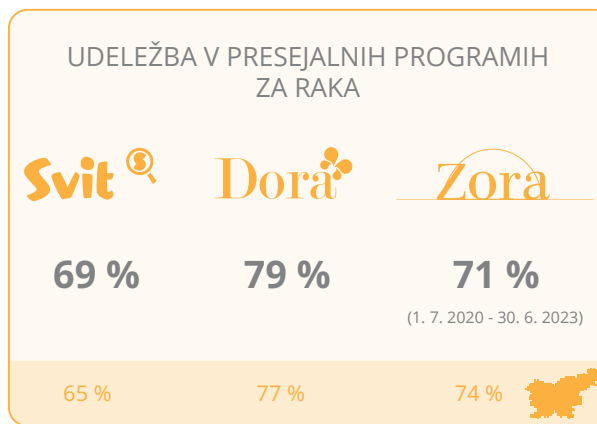 UDELEŽBA V PRESEJALNIH PROGRAMIH
ZA RAKA
Svit Dora Zora
69 % 79 % 71 %
(1. 7. 2020 - 30. 6. 2023)
65 % 77 % 74 %